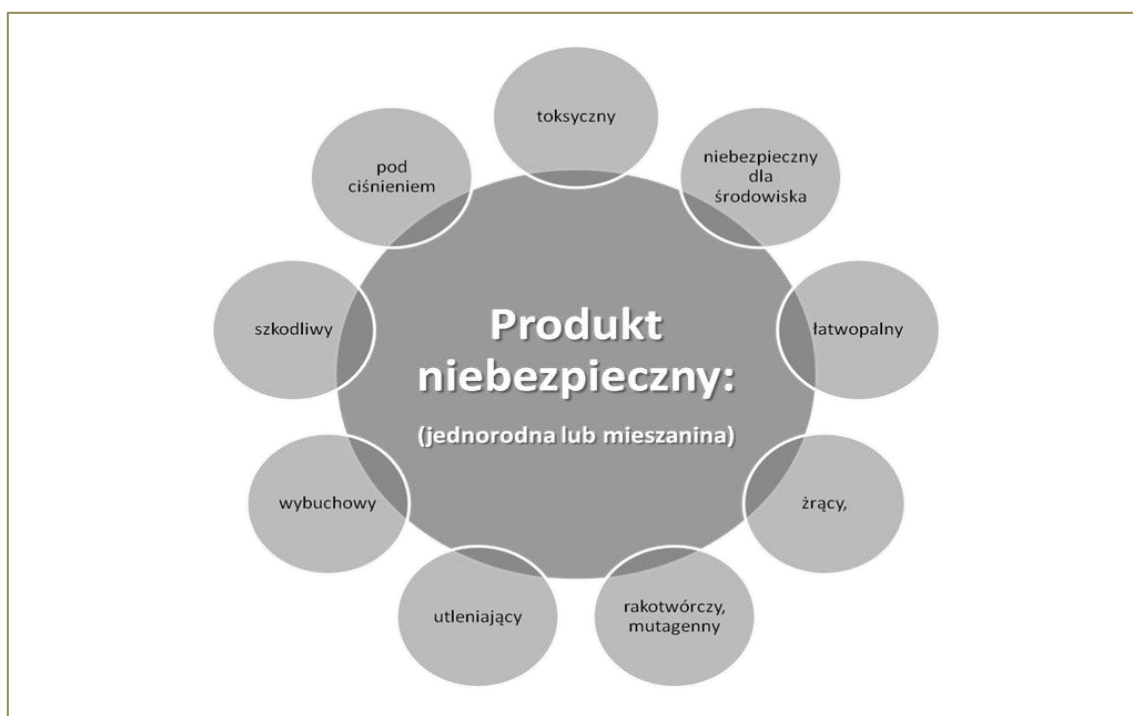 Produkt
niebezpieczny:
(jednorodna lub mieszanina)
toksyczny
niebezpieczny
dla
środowiska
łatwopalny
żrący,
rakotwórczy,
mutagenny
utleniający
wybuchowy
szkodliwy
pod
ciśnieniem